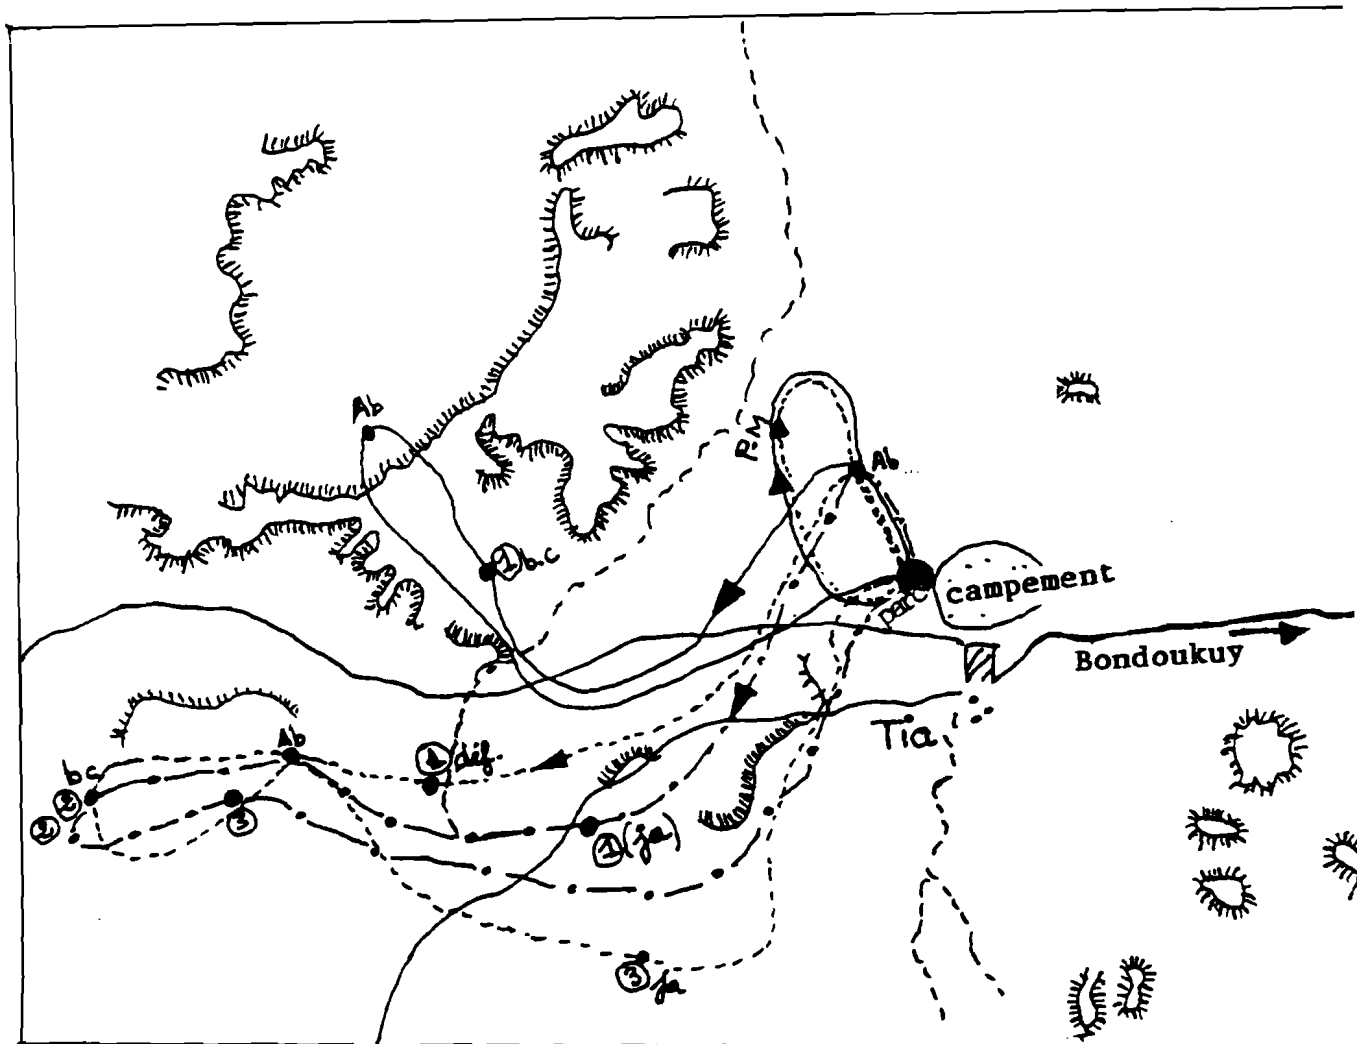 Ab
P.M
Ab
1 b.c
campement
parc
Bondoukuy
Tia
Ab
1 déf.
bc
2
2
3
1 (ja)
3 ja